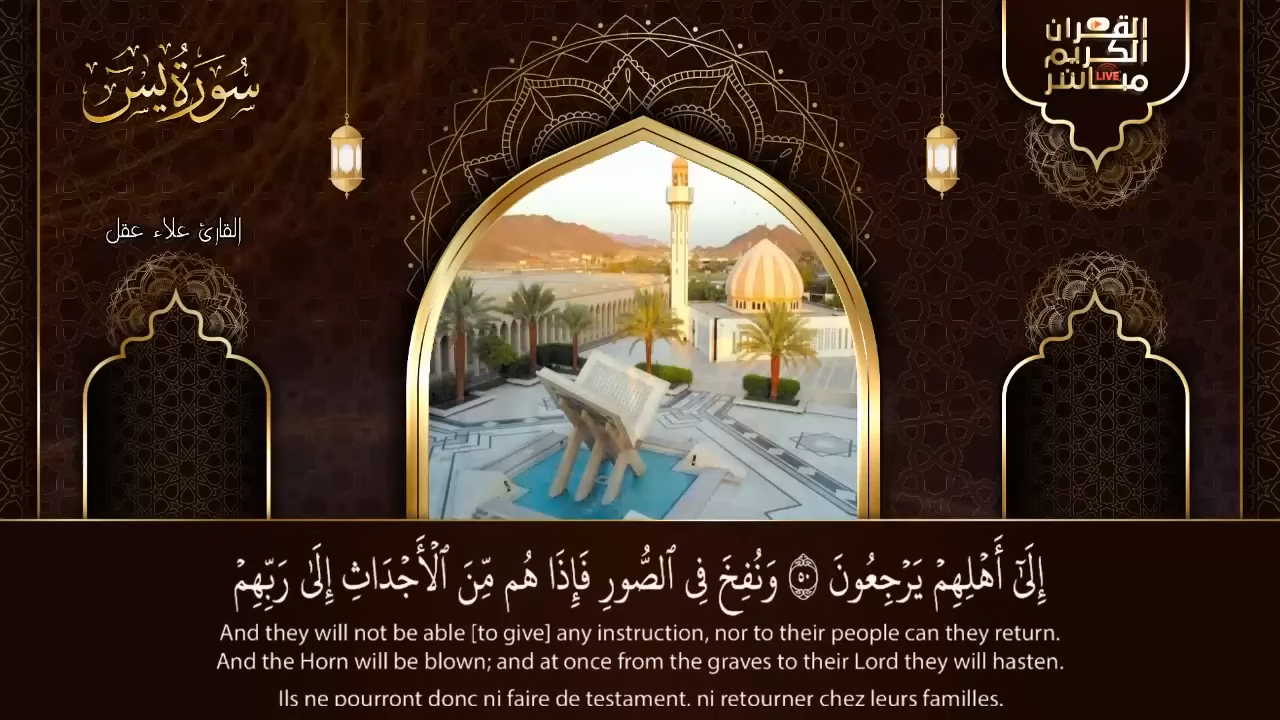 سُورَةُ يس
القرآن
الكريم
مباشر
LIVE
القارئ علاء عقل
إِلَىٰٓ أَهْلِهِمْ يَرْجِعُونَ ۝٥٠ وَنُفِخَ فِى ٱلصُّورِ فَإِذَا هُم مِّنَ ٱلْأَجْدَاثِ إِلَىٰ رَبِّهِمْ
And they will not be able [to give] any instruction, nor to their people can they return.
And the Horn will be blown; and at once from the graves to their Lord they will hasten.
Ils ne pourront donc ni faire de testament, ni retourner chez leurs familles.